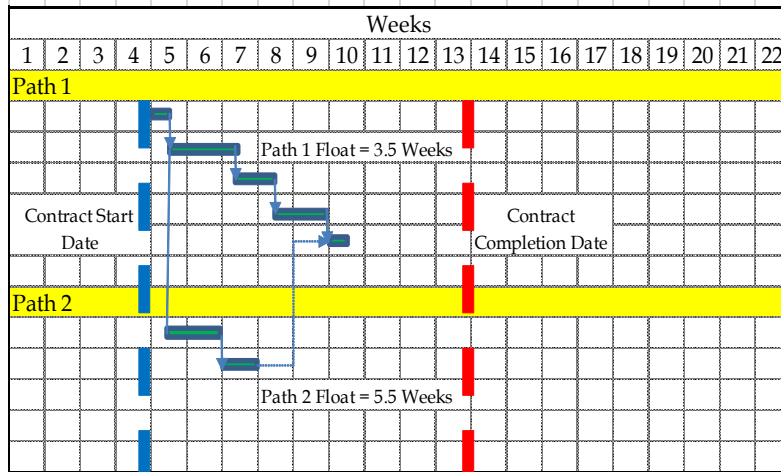 Weeks
1 2 3 4 5 6 7 8 9 10 11 12 13 14 15 16 17 18 19 20 21 22
Path 1
Path 1 Float = 3.5 Weeks
Contract Start
Date
Contract
Completion Date
Path 2
Path 2 Float = 5.5 Weeks